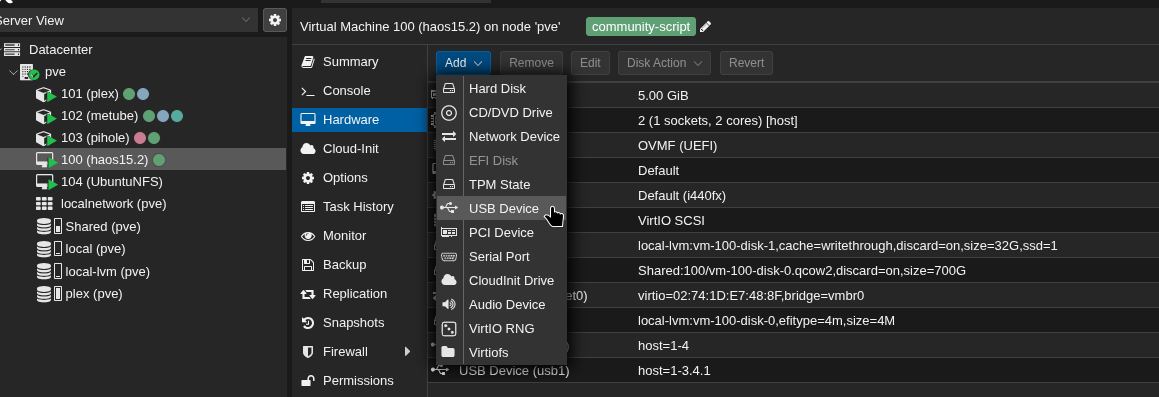 Server View
Datacenter
pve
101 (plex)
102 (metube)
103 (pihole)
100 (haos15.2)
104 (UbuntuNFS)
localnetwork (pve)
Shared (pve)
local (pve)
local-lvm (pve)
plex (pve)
Virtual Machine 100 (haos15.2) on node 'pve' community-script
Summary
Console
Hardware
Cloud-Init
Options
Task History
Monitor
Backup
Replication
Snapshots
Firewall
Permissions
Add Remove Edit Disk Action Revert
Hard Disk
CD/DVD Drive
Network Device
EFI Disk
TPM State
USB Device
PCI Device
Serial Port
CloudInit Drive
Audio Device
VirtIO RNG
Virtiofs
5.00 GiB
2 (1 sockets, 2 cores) [host]
OVMF (UEFI)
Default
Default (i440fx)
VirtIO SCSI
local-lvm:vm-100-disk-1,cache=writethrough,discard=on,size=32G,ssd=1
Shared:100/vm-100-disk-0.qcow2,discard=on,size=700G
et0) virtio=02:74:1D:E7:48:8F,bridge=vmbr0
local-lvm:vm-100-disk-0,efitype=4m,size=4M
host=1-4
USB Device (usb1) host=1-3.4.1